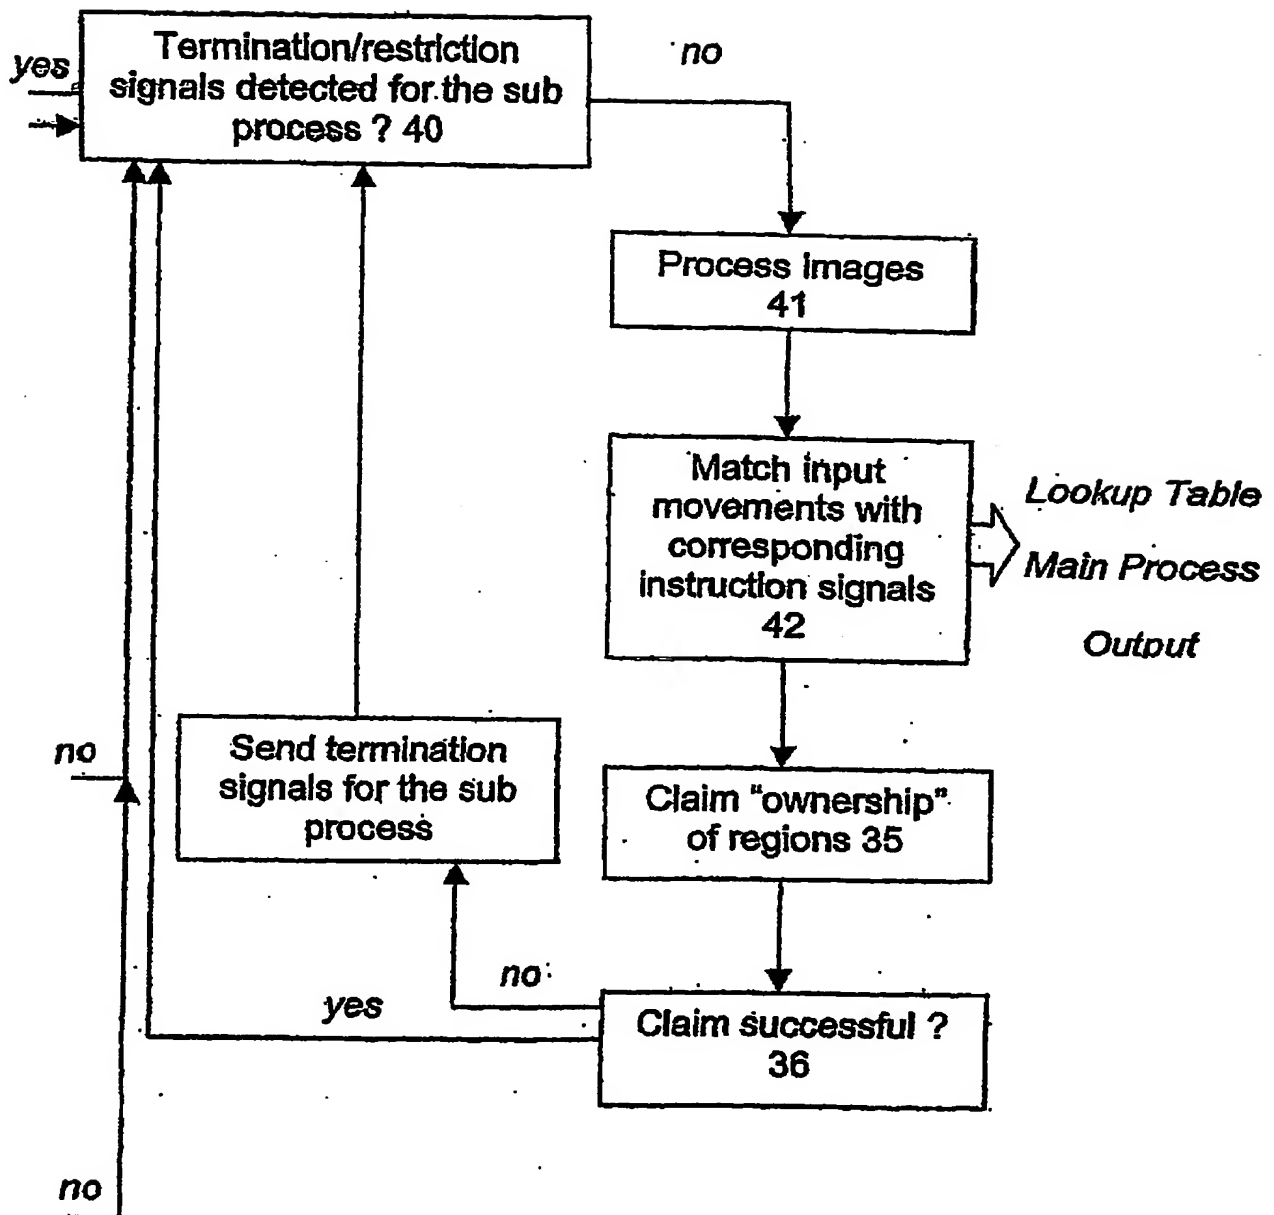 Termination/restriction
signals detected for the sub
process ? 40
yes
no
Process images
41
Match input
movements with
corresponding
instruction signals
42
Lookup Table
Main Process
Output
Send termination
signals for the sub
process
no
Claim "ownership"
of regions 35
no
yes
Claim successful ?
36
no